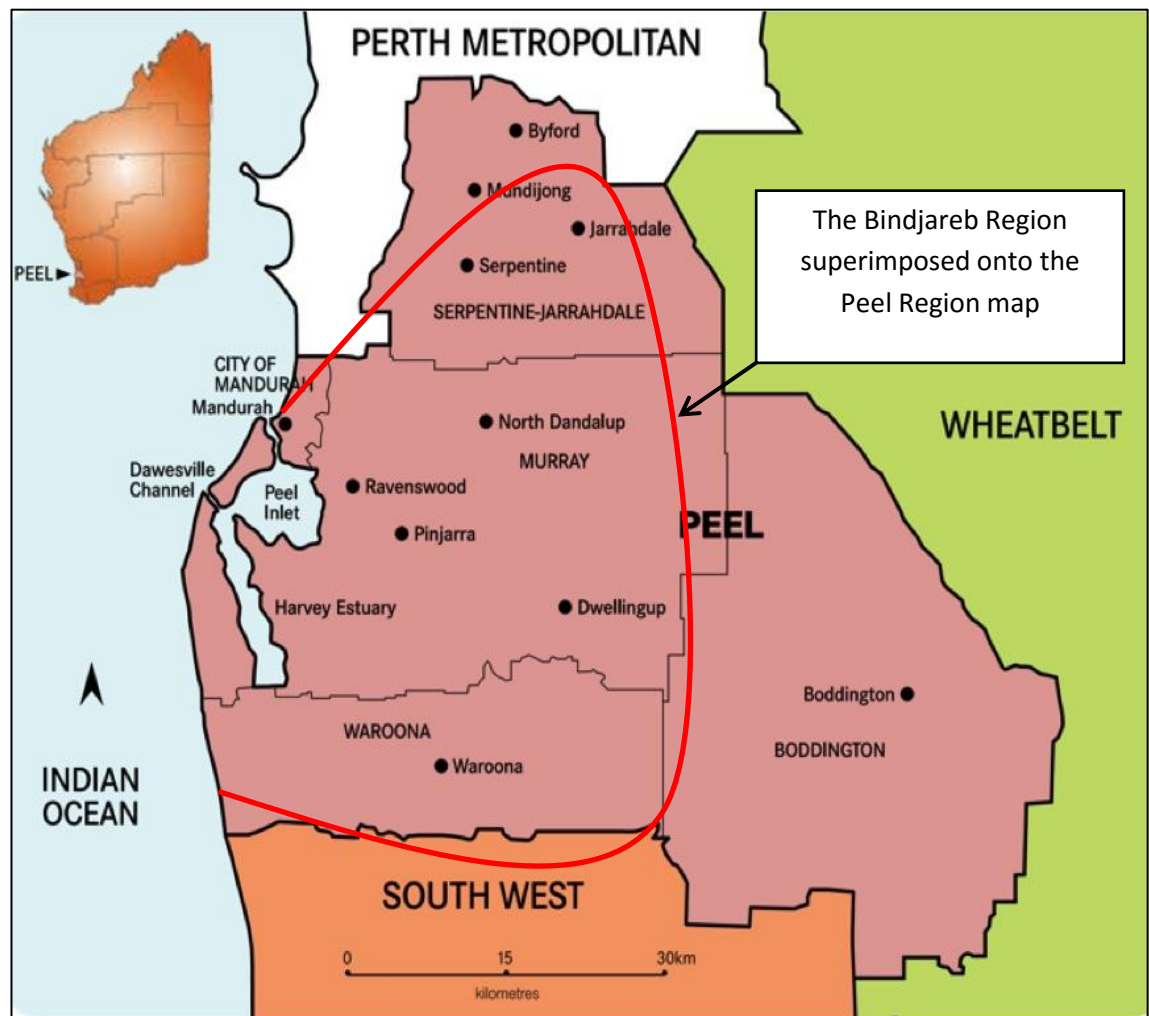 PERTH METROPOLITAN
Byford
Mundijong
Jarrahdale
Serpentine
SERPENTINE-JARRAHDALE
The Bindjareb Region
superimposed onto the
Peel Region map
PEEL
CITY OF
MANDURAH
Mandurah
North Dandalup
MURRAY
WHEATBELT
Dawesville
Channel
Peel
Inlet
Ravenswood
Pinjarra
PEEL
Harvey Estuary
Dwellingup
Boddington
BODDINGTON
WAROONA
Waroona
INDIAN
OCEAN
SOUTH WEST
0 15 30km
kilometres